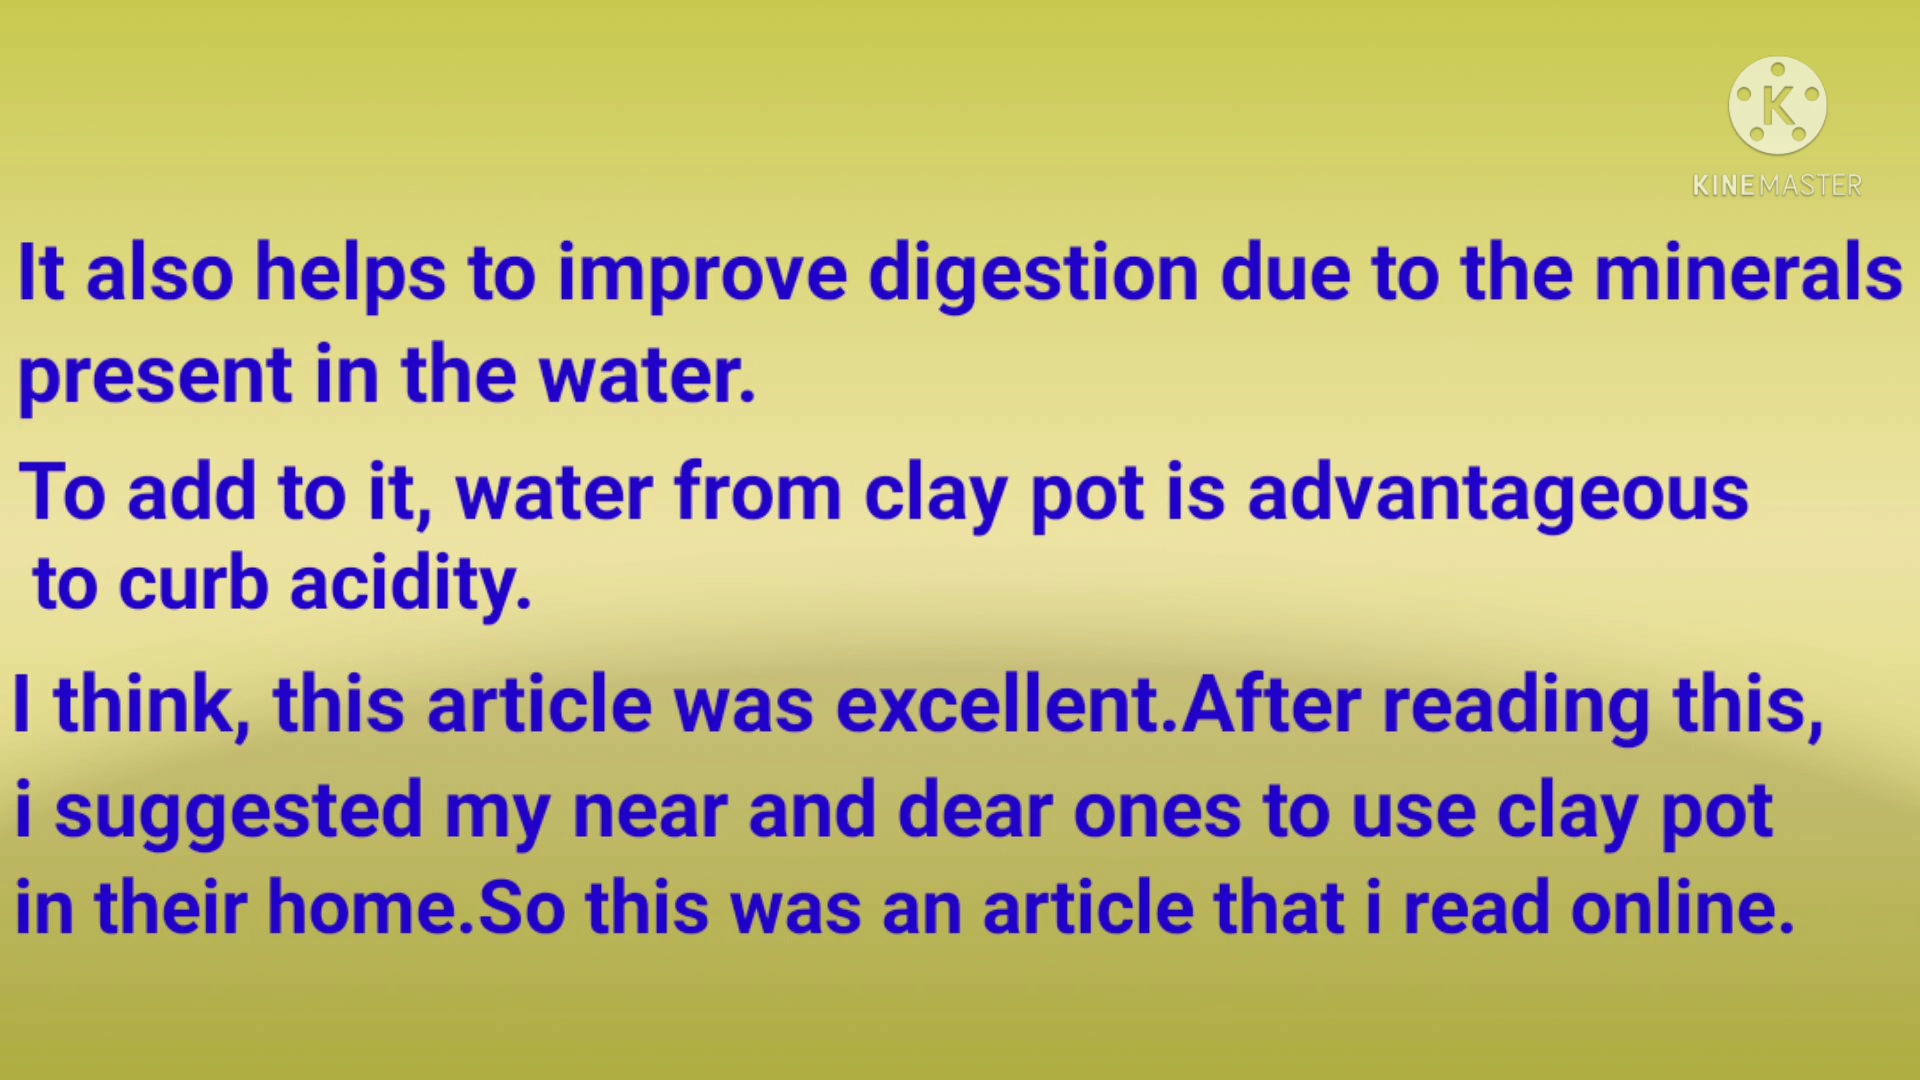 K
KINEMASTER
It also helps to improve digestion due to the minerals
present in the water.
To add to it, water from clay pot is advantageous
to curb acidity.
I think, this article was excellent.After reading this,
i suggested my near and dear ones to use clay pot
in their home.So this was an article that i read online.